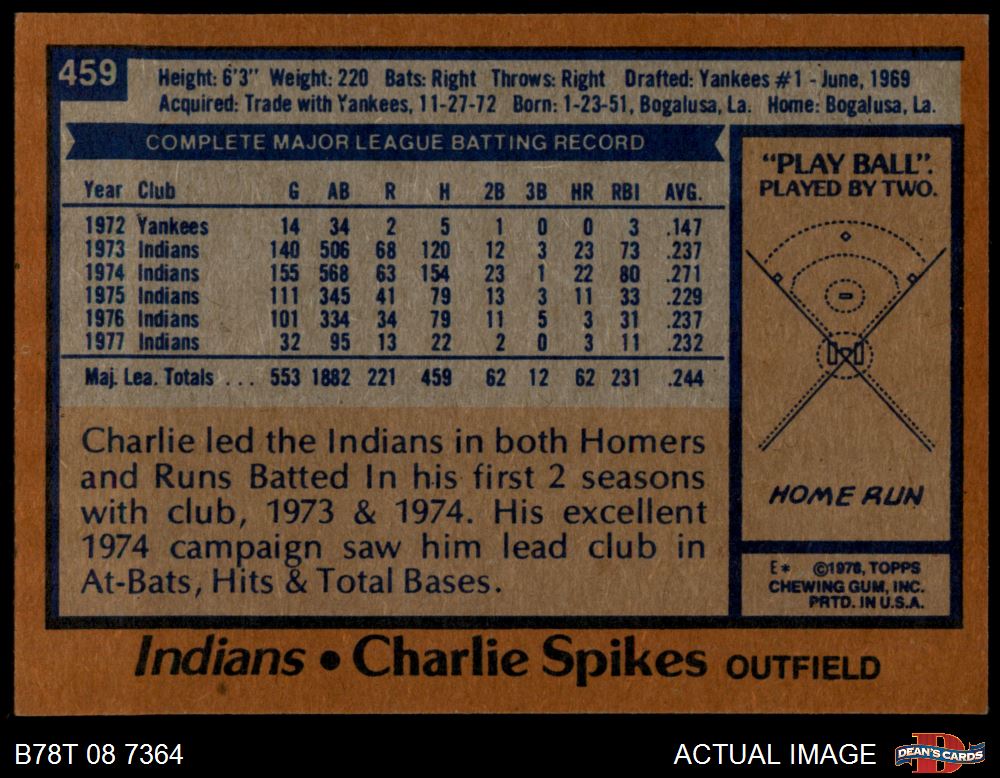 459
Height: 6'3" Weight: 220 Bats: Right Throws: Right Drafted: Yankees #1 - June, 1969
Acquired: Trade with Yankees, 11-27-72 Born: 1-23-51, Bogalusa, La. Home: Bogalusa, La.
COMPLETE MAJOR LEAGUE BATTING RECORD
Year Club G AB R H 2B 3B HR RBI AVG.
1972 Yankees 14 34 2 5 1 0 0 3 .147
1973 Indians 140 506 68 120 12 3 23 73 .237
1974 Indians 155 568 63 154 23 1 22 80 .271
1975 Indians 111 345 41 79 13 3 11 33 .229
1976 Indians 101 334 34 79 11 5 3 31 .237
1977 Indians 32 95 13 22 2 0 3 11 .232
Maj. Lea. Totals . . . 553 1882 221 459 62 12 62 231 .244
Charlie led the Indians in both Homers
and Runs Batted In his first 2 seasons
with club, 1973 & 1974. His excellent
1974 campaign saw him lead club in
At-Bats, Hits & Total Bases.
"PLAY BALL".
PLAYED BY TWO.
HOME RUN
E* ©1978, TOPPS
CHEWING GUM, INC.
PRTD. IN U.S.A.
Indians • Charlie Spikes OUTFIELD
B78T 08 7364
ACTUAL IMAGE
DEAN'S CARDS